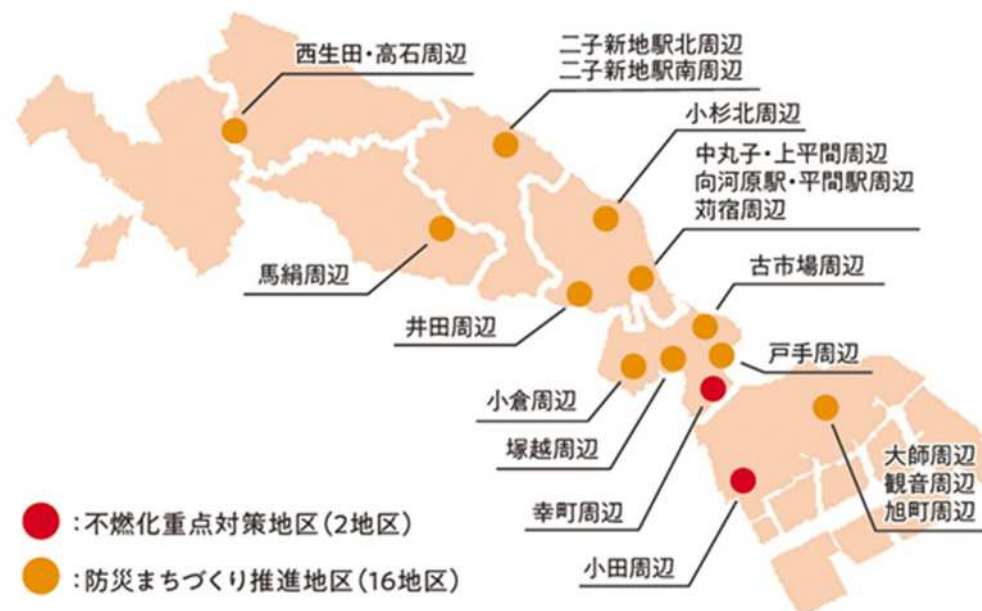 西生田・高石周辺
二子新地駅北周辺
二子新地駅南周辺
小杉北周辺
中丸子・上平間周辺
向河原駅・平間駅周辺
苅宿周辺
馬絹周辺
井田周辺
古市場周辺
戸手周辺
小倉周辺
塚越周辺
幸町周辺
小田周辺
大師周辺
観音周辺
旭町周辺
：不燃化重点対策地区（2地区）
：防災まちづくり推進地区（16地区）